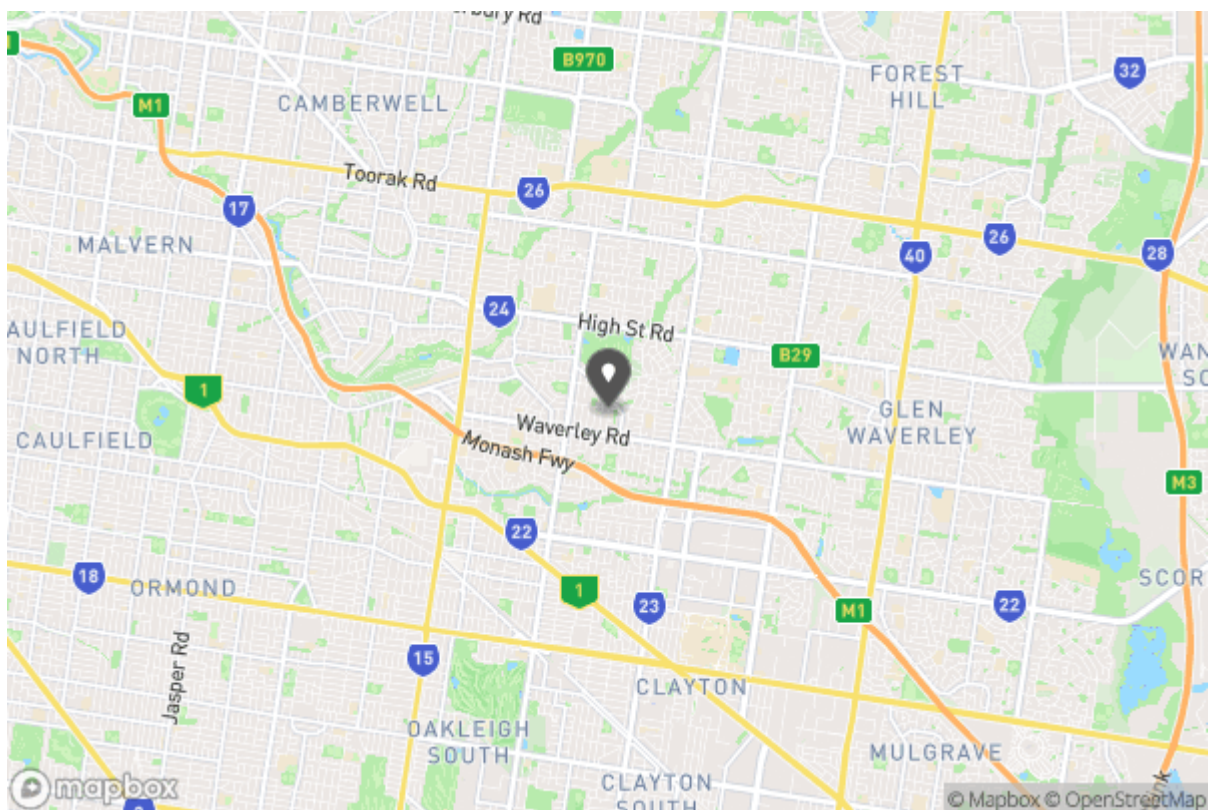 bury Rd
B970
FOREST
HILL
32
CAMBERWELL
M1
Toorak Rd
26
17
MALVERN
26
40
28
24
High St Rd
AULFIELD
NORTH
B29
WAN
SC
1
GLEN
WAVERLEY
CAULFIELD
Waverley Rd
Monash Fwy
M3
22
18
ORMOND
1
23
M1
22
SCOR
15
Jasper Rd
CLAYTON
OAKLEIGH
SOUTH
MULGRAVE
CLAYTON
SOUTH
mapbox
© Mapbox © OpenStreetMap